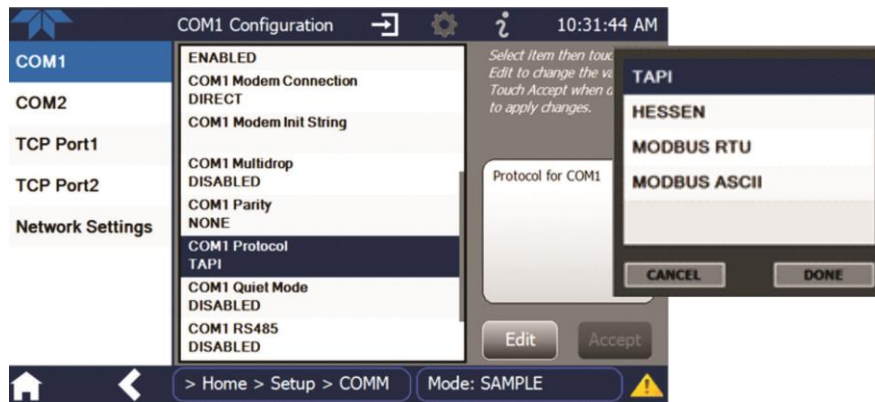 COM1 Configuration
10:31:44 AM
COM1
COM2
TCP Port1
TCP Port2
Network Settings
ENABLED
COM1 Modem Connection
DIRECT
COM1 Modem Init String
COM1 Multidrop
DISABLED
COM1 Parity
NONE
COM1 Protocol
TAPI
COM1 Quiet Mode
DISABLED
COM1 RS485
DISABLED
Select item then
Edit to change the
Touch Accept when
to apply changes.
Protocol for COM1
Edit
Accept
TAPI
HESSEN
MODBUS RTU
MODBUS ASCII
CANCEL
DONE
> Home > Setup > COMM
Mode: SAMPLE